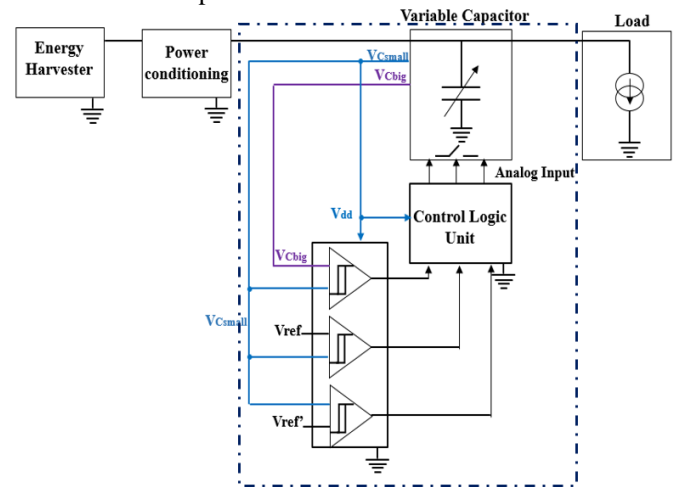 Variable Capacitor
Load
Energy
Harvester
Power
conditioning
VCsmall
VCbig
Analog Input
Vdd
Control Logic
Unit
VCbig
VCsmall
Vref
Vref'